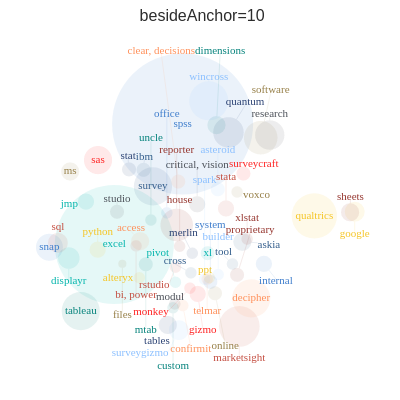 besideAnchor=10
clear, decisions dimensions
wincross
software
quantum
office
research
spss
uncle
reporter asteroid
stat ibm
sas
critical, vision surveycraft
ms
stata
survey spark
voxco
studio house
sheets
jmp
xlstat qualtrics
sql access system proprietary
python merlin
google
snap excel builder askia
pivot xl tool
cross
displayr alteryx ppt internal
rstudio
bi, power modul decipher
tableau files monkey telmar
mtab gizmo
tables online
surveygizmo confirmit
marketsight
custom